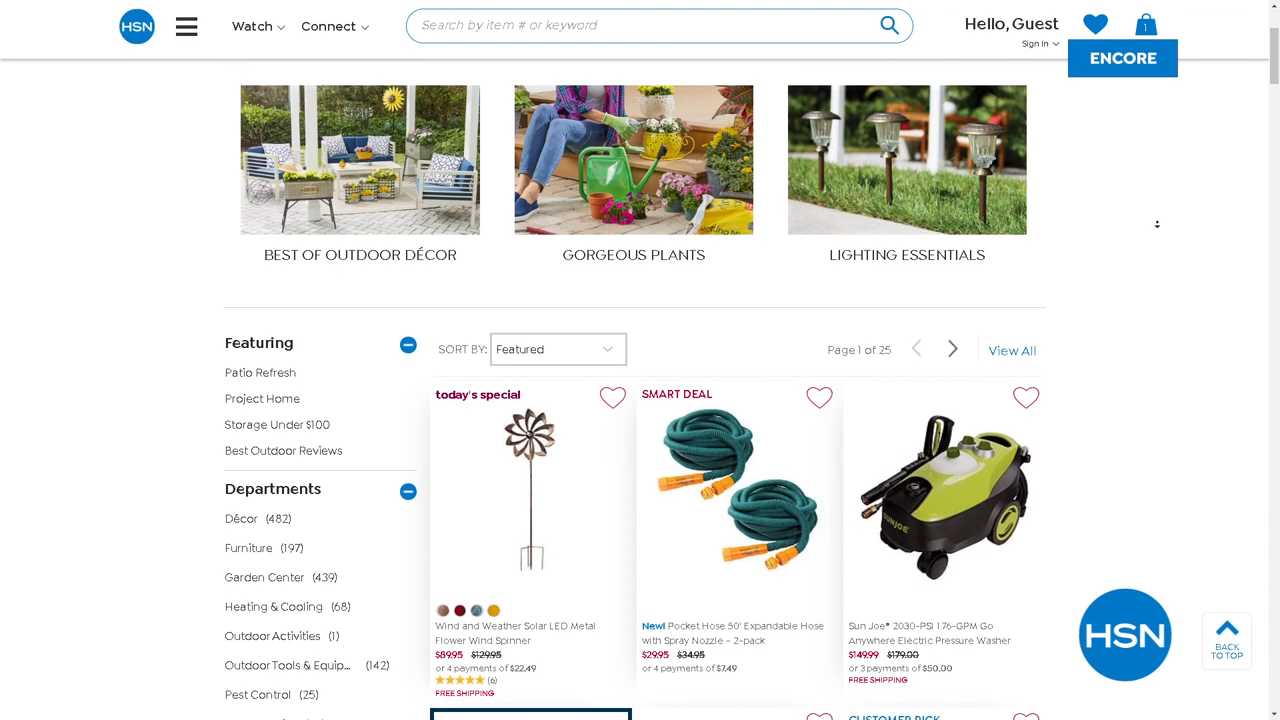 HSN
Watch
Connect
Search by item # or keyword
Hello, Guest
Sign In
1
ENCORE
BEST OF OUTDOOR DÉCOR
GORGEOUS PLANTS
LIGHTING ESSENTIALS
Featuring
Patio Refresh
Project Home
Storage Under $100
Best Outdoor Reviews
Departments
Décor (482)
Furniture (197)
Garden Center (439)
Heating & Cooling (68)
Outdoor Activities (1)
Outdoor Tools & Equip... (142)
Pest Control (25)
SORT BY: Featured
Page 1 of 25
View All
today's special
Wind and Weather Solar LED Metal
Flower Wind Spinner
$89.95 $129.95
or 4 payments of $22.49
(6)
FREE SHIPPING
SMART DEAL
New! Pocket Hose 50' Expandable Hose
with Spray Nozzle - 2-pack
$29.95 $34.95
or 4 payments of $7.49
SUNJOE
Sun Joe® 2030-PSI 1.76-GPM Go
Anywhere Electric Pressure Washer
$149.99 $179.00
or 3 payments of $50.00
FREE SHIPPING
CUSTOMER PICK
HSN
BACK
TO TOP